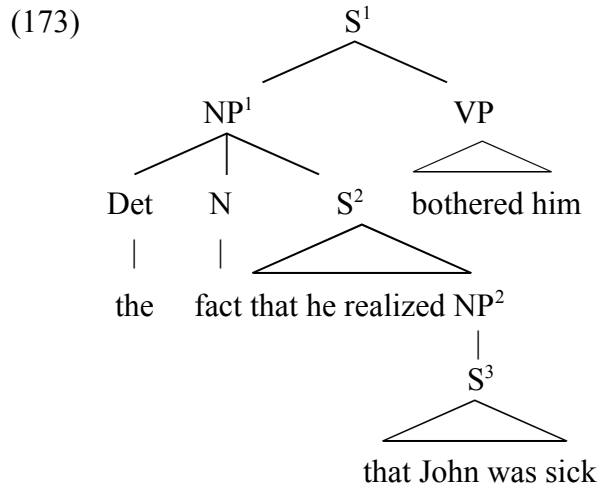 (173) S¹
NP¹ VP
Det N S² bothered him
the fact that he realized NP²
S³
that John was sick